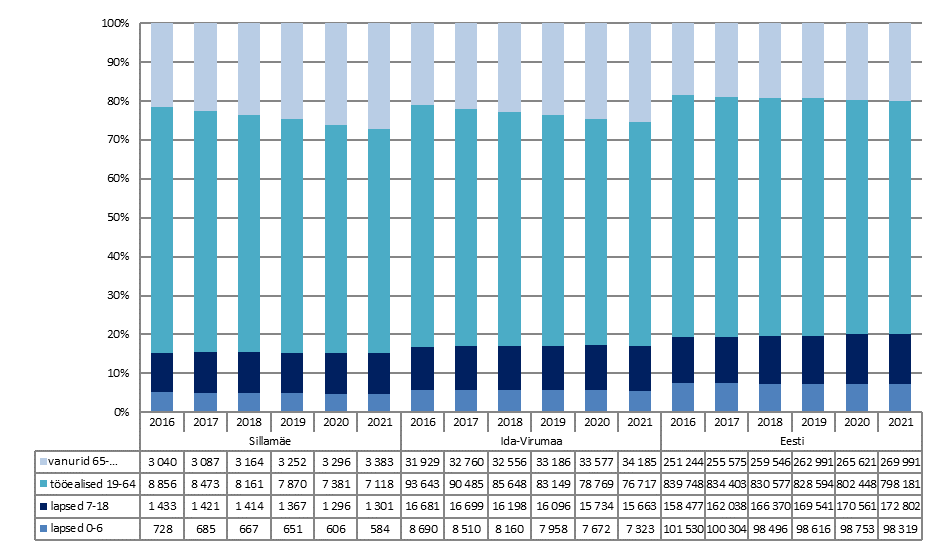 100%
90%
80%
70%
60%
50%
40%
30%
20%
10%
0%
2016 2017 2018 2019 2020 2021 2016 2017 2018 2019 2020 2021 2016 2017 2018 2019 2020 2021
Sillamäe Ida-Virumaa Eesti
vanurid 65-... 3 040 3 087 3 164 3 252 3 296 3 383 31 929 32 760 32 556 33 186 33 577 34 185 251 244 255 575 259 546 262 991 265 621 269 991
tööealised 19-64 8 856 8 473 8 161 7 870 7 381 7 118 93 643 90 485 85 648 83 149 78 769 76 717 839 748 834 403 830 577 828 594 802 448 798 181
lapsed 7-18 1 433 1 421 1 414 1 367 1 296 1 301 16 681 16 699 16 198 16 096 15 734 15 663 158 477 162 038 166 370 169 541 170 561 172 802
lapsed 0-6 728 685 667 651 606 584 8 690 8 510 8 160 7 958 7 672 7 323 101 530 100 304 98 496 98 616 98 753 98 319